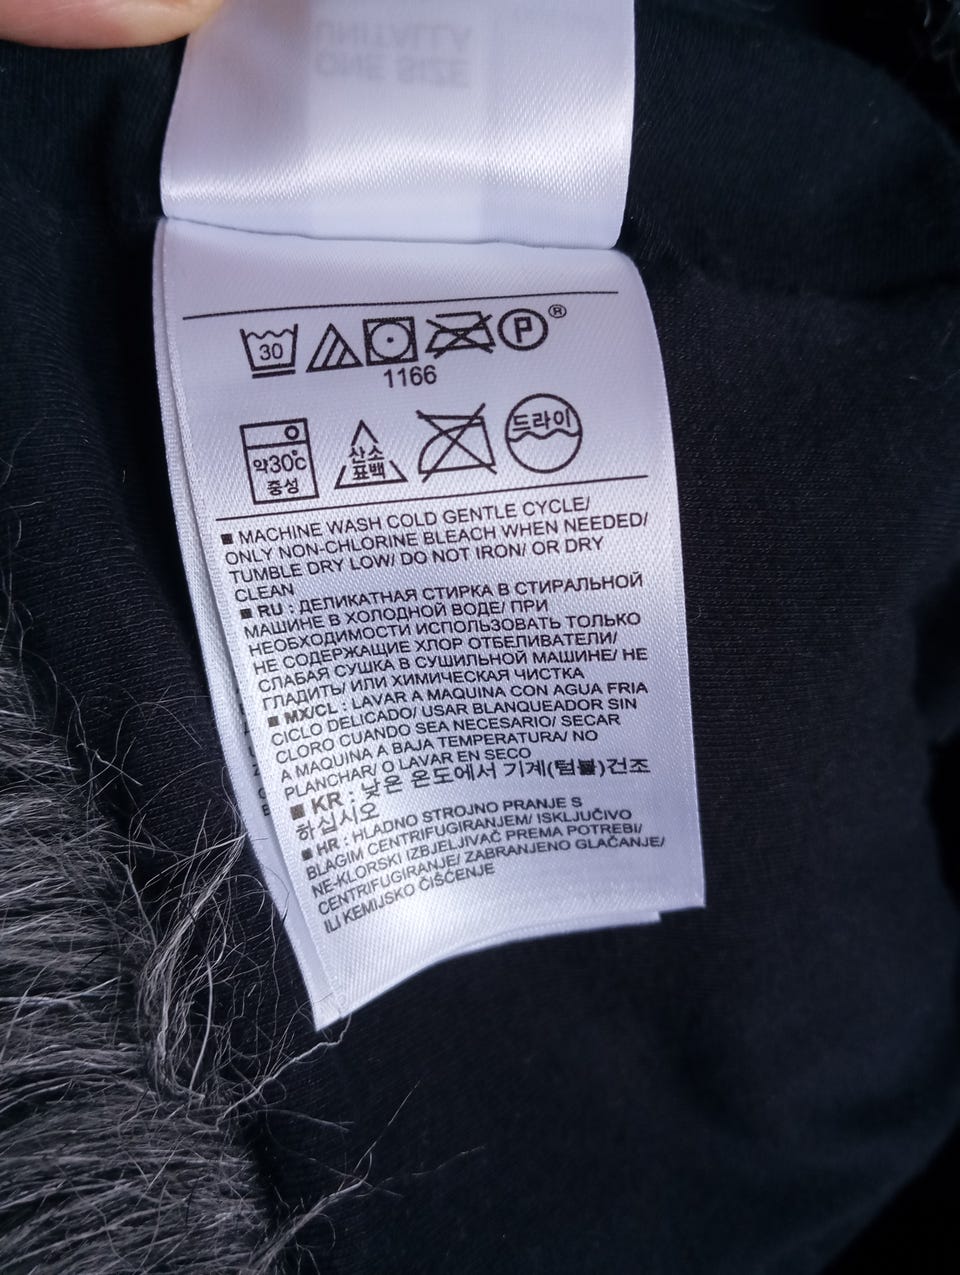 UNITALLA
ONE SIZE
30 P ®
1166
약30°c
중성
산소
표백
드라이
■ MACHINE WASH COLD GENTLE CYCLE/
ONLY NON-CHLORINE BLEACH WHEN NEEDED/
TUMBLE DRY LOW/ DO NOT IRON/ OR DRY
CLEAN
■ RU : ДЕЛИКАТНАЯ СТИРКА В СТИРАЛЬНОЙ
МАШИНЕ В ХОЛОДНОЙ ВОДЕ/ ПРИ
НЕОБХОДИМОСТИ ИСПОЛЬЗОВАТЬ ТОЛЬКО
НЕ СОДЕРЖАЩИЕ ХЛОР ОТБЕЛИВАТЕЛИ/
СЛАБАЯ СУШКА В СУШИЛЬНОЙ МАШИНЕ/ НЕ
ГЛАДИТЬ/ ИЛИ ХИМИЧЕСКАЯ ЧИСТКА
■ MX/CL : LAVAR A MAQUINA CON AGUA FRIA
CICLO DELICADO/ USAR BLANQUEADOR SIN
CLORO CUANDO SEA NECESARIO/ SECAR
A MAQUINA A BAJA TEMPERATURA/ NO
PLANCHAR/ O LAVAR EN SECO
■ KR : 낮은 온도에서 기계(텀블)건조
하십시오
■ HR : HLADNO STROJNO PRANJE S
BLAGIM CENTRIFUGIRANJEM/ ISKLJUČIVO
NE-KLORSKI IZBJELJIVAČ PREMA POTREBI/
CENTRIFUGIRANJE/ ZABRANJENO GLAČANJE/
ILI KEMIJSKO ČIŠĆENJE